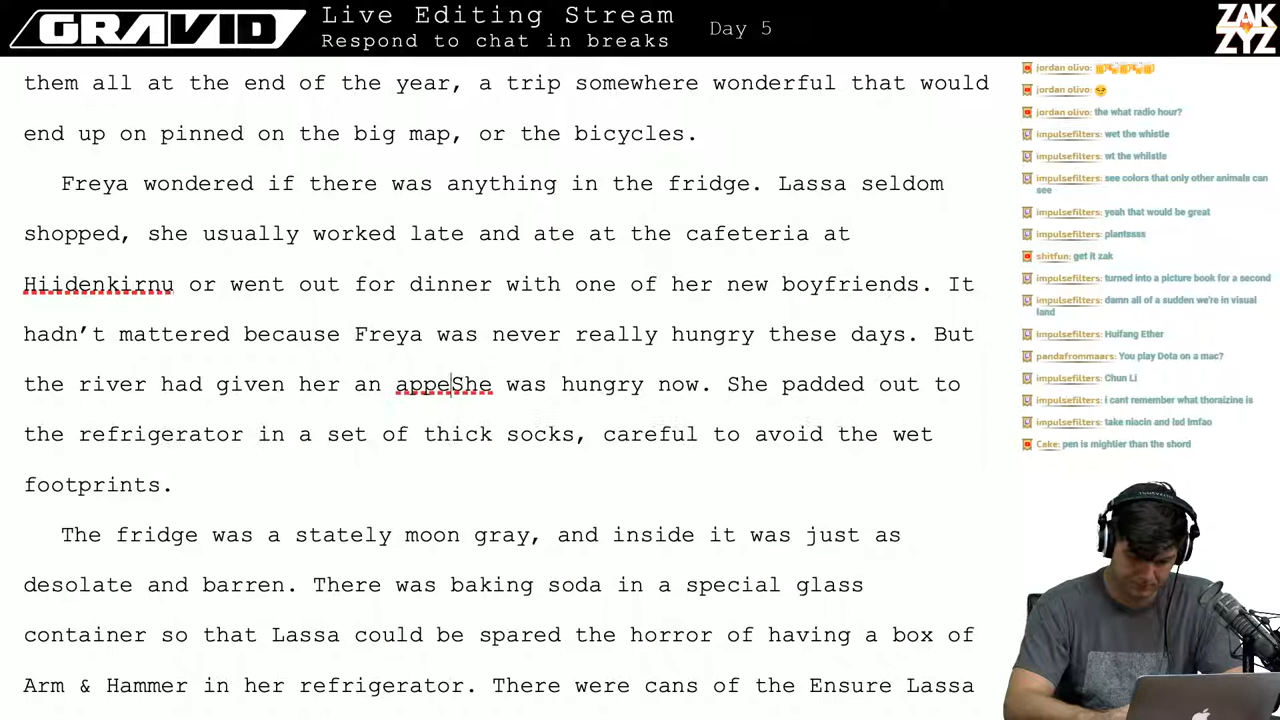 GRAVID
Live Editing Stream
Respond to chat in breaks
Day 5
ZAK
ZYZ
them all at the end of the year, a trip somewhere wonderful that would
end up on pinned on the big map, or the bicycles.
Freya wondered if there was anything in the fridge. Lassa seldom
shopped, she usually worked late and ate at the cafeteria at
Hiidenkirnu or went out for dinner with one of her new boyfriends. It
hadn’t mattered because Freya was never really hungry these days. But
the river had given her an appeShe was hungry now. She padded out to
the refrigerator in a set of thick socks, careful to avoid the wet
footprints.
The fridge was a stately moon gray, and inside it was just as
desolate and barren. There was baking soda in a special glass
container so that Lassa could be spared the horror of having a box of
Arm & Hammer in her refrigerator. There were cans of the Ensure Lassa
jordan olivo:
jordan olivo:
jordan olivo: the what radio hour?
impulsefilters: wet the whistle
impulsefilters: wt the whilstle
impulsefilters: see colors that only other animals can
see
impulsefilters: yeah that would be great
impulsefilters: plantssss
shitfun: get it zak
impulsefilters: turned into a picture book for a second
impulsefilters: damn all of a sudden we're in visual
land
impulsefilters: Huifang Ether
pandafrommaars: You play Dota on a mac?
impulsefilters: Chun Li
impulsefilters: i cant remember what thoraizine is
impulsefilters: take niacin and lsd lmfao
Cake: pen is mightier than the shord